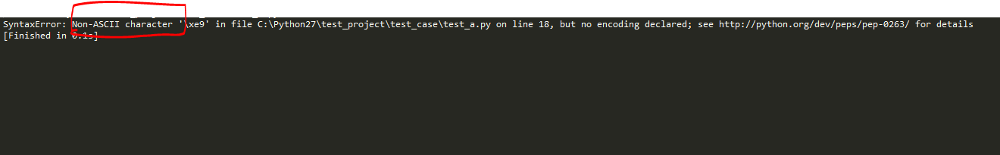 SyntaxError: Non-ASCII character '\xe9' in file C:\Python27\test_project\test_case\test_a.py on line 18, but no encoding declared; see http://python.org/dev/peps/pep-0263/ for details
[Finished in 0.1s]